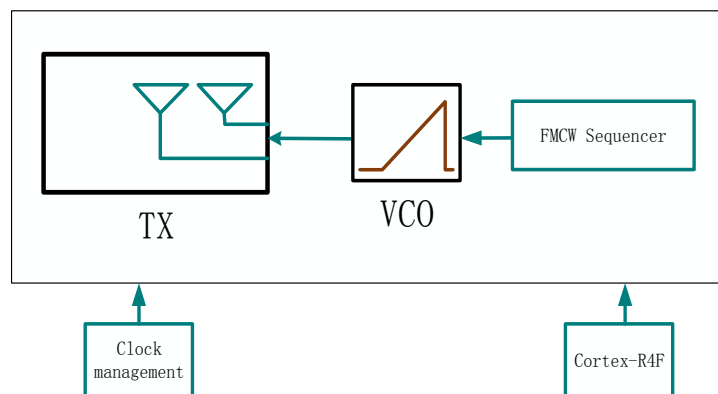 FMCW Sequencer
TX
VCO
Clock
management
Cortex-R4F